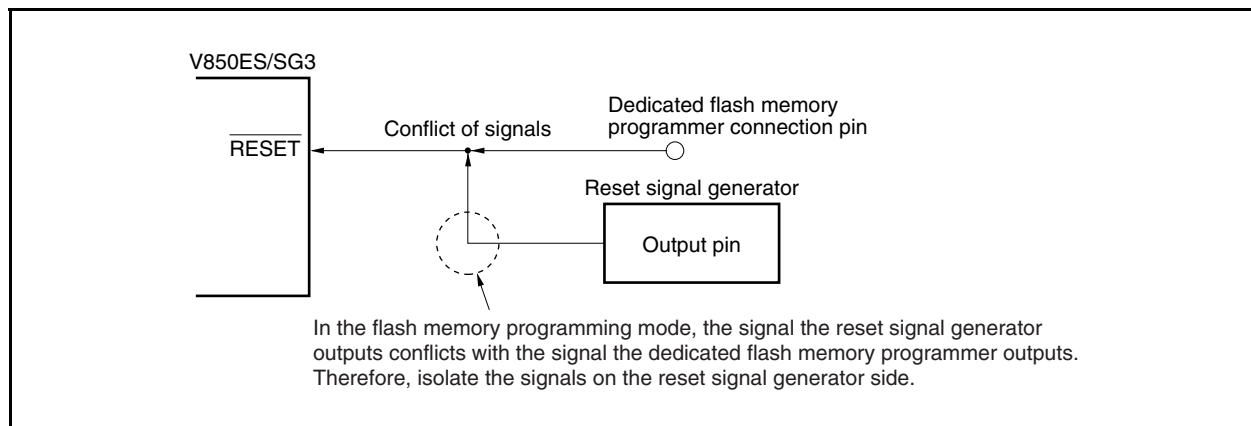 V850ES/SG3
RESET
Conflict of signals
Dedicated flash memory
programmer connection pin
Reset signal generator
Output pin
In the flash memory programming mode, the signal the reset signal generator
outputs conflicts with the signal the dedicated flash memory programmer outputs.
Therefore, isolate the signals on the reset signal generator side.